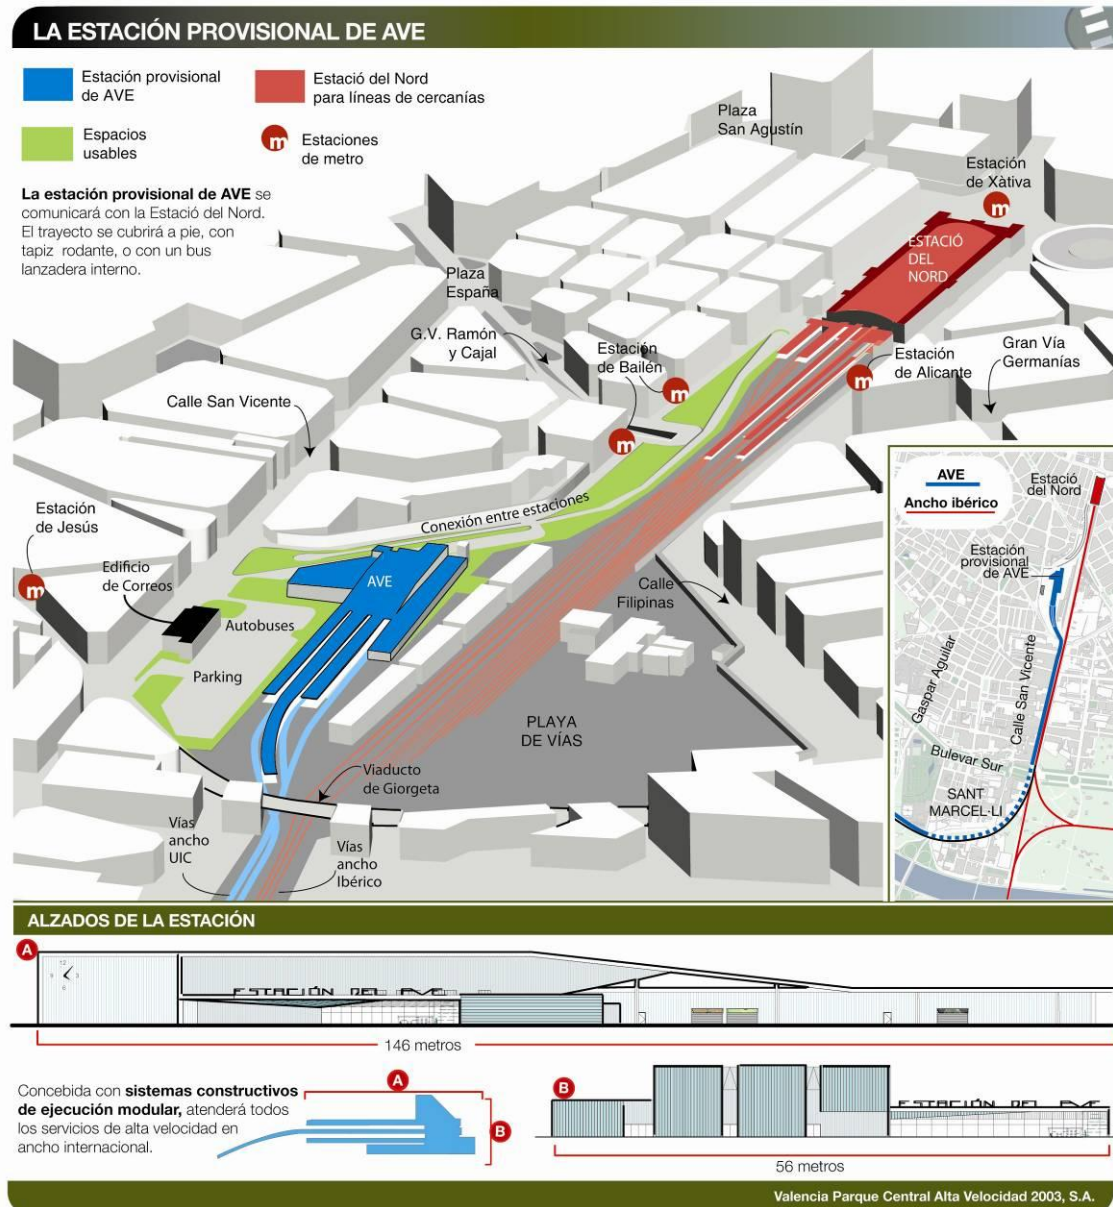 LA ESTACIÓN PROVISIONAL DE AVE
Estación provisional
de AVE
Estació del Nord
para líneas de cercanías
Espacios
usables
m
Estaciones
de metro
La estación provisional de AVE se
comunicará con la Estació del Nord.
El trayecto se cubrirá a pie, con
tapiz rodante, o con un bus
lanzadera interno.
Plaza
San Agustín
Estación
de Xàtiva
m
ESTACIÓ
DEL
NORD
Plaza
España
G.V. Ramón
y Cajal
Estación
de Bailén
m
m
Estación
de Alicante
m
Gran Vía
Germanías
Calle San Vicente
Estación
de Jesús
m
Edificio
de Correos
Conexión entre estaciones
AVE
Autobuses
Parking
Calle
Filipinas
PLAYA
DE VÍAS
Viaducto
de Giorgeta
Vías
ancho
UIC
Vías
ancho
Ibérico
AVE
Ancho ibérico
Estació
del Nord
Estación
provisional
de AVE
Gaspar Aguilar
Calle San Vicente
Bulevar Sur
SANT
MARCEL·LI
ALZADOS DE LA ESTACIÓN
A
12
9 3
6
ESTACIÓN DEL AVE
146 metros
Concebida con sistemas constructivos
de ejecución modular, atenderá todos
los servicios de alta velocidad en
ancho internacional.
A
B
B
ESTACIÓN DEL AVE
56 metros
Valencia Parque Central Alta Velocidad 2003, S.A.